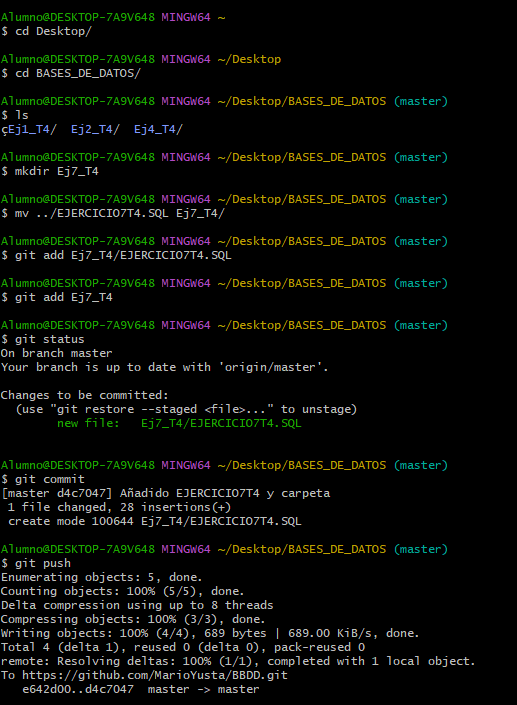 Alumno@DESKTOP-7A9V648 MINGW64 ~
$ cd Desktop/
Alumno@DESKTOP-7A9V648 MINGW64 ~/Desktop
$ cd BASES_DE_DATOS/
Alumno@DESKTOP-7A9V648 MINGW64 ~/Desktop/BASES_DE_DATOS (master)
$ ls
çEj1_T4/  Ej2_T4/  Ej4_T4/
Alumno@DESKTOP-7A9V648 MINGW64 ~/Desktop/BASES_DE_DATOS (master)
$ mkdir Ej7_T4
Alumno@DESKTOP-7A9V648 MINGW64 ~/Desktop/BASES_DE_DATOS (master)
$ mv ../EJERCICIO7T4.SQL Ej7_T4/
Alumno@DESKTOP-7A9V648 MINGW64 ~/Desktop/BASES_DE_DATOS (master)
$ git add Ej7_T4/EJERCICIO7T4.SQL
Alumno@DESKTOP-7A9V648 MINGW64 ~/Desktop/BASES_DE_DATOS (master)
$ git add Ej7_T4
Alumno@DESKTOP-7A9V648 MINGW64 ~/Desktop/BASES_DE_DATOS (master)
$ git status
On branch master
Your branch is up to date with 'origin/master'.
Changes to be committed:
  (use "git restore --staged <file>..." to unstage)
        new file:   Ej7_T4/EJERCICIO7T4.SQL
Alumno@DESKTOP-7A9V648 MINGW64 ~/Desktop/BASES_DE_DATOS (master)
$ git commit
[master d4c7047] Añadido EJERCICIO7T4 y carpeta
 1 file changed, 28 insertions(+)
 create mode 100644 Ej7_T4/EJERCICIO7T4.SQL
Alumno@DESKTOP-7A9V648 MINGW64 ~/Desktop/BASES_DE_DATOS (master)
$ git push
Enumerating objects: 5, done.
Counting objects: 100% (5/5), done.
Delta compression using up to 8 threads
Compressing objects: 100% (3/3), done.
Writing objects: 100% (4/4), 689 bytes | 689.00 KiB/s, done.
Total 4 (delta 1), reused 0 (delta 0), pack-reused 0
remote: Resolving deltas: 100% (1/1), completed with 1 local object.
To https://github.com/MarioYusta/BBDD.git
   e642d00..d4c7047  master -> master